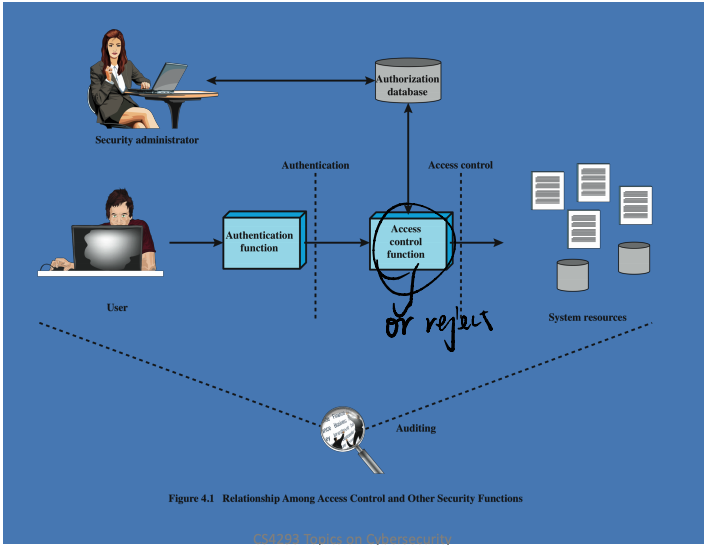 Authorization
database
Security administrator
Authentication
Access control
Authentication
function
Access
control
function
or reject
User
System resources
Auditing
Figure 4.1 Relationship Among Access Control and Other Security Functions
CS4293 Topics on Cybersecurity